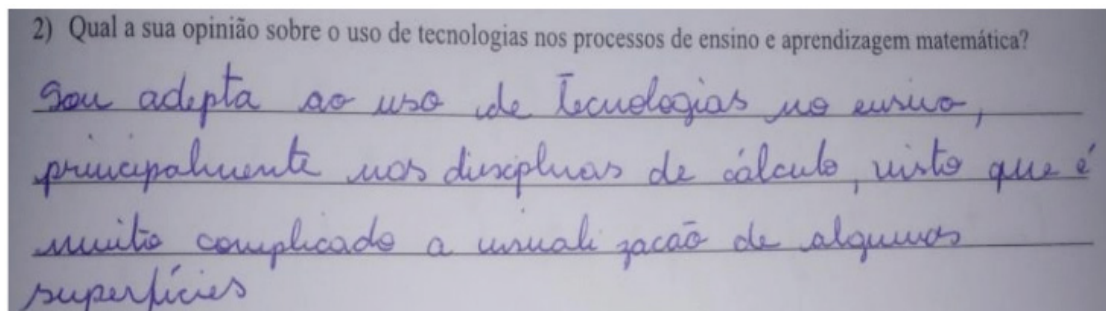 2) Qual a sua opinião sobre o uso de tecnologias nos processos de ensino e aprendizagem matemática?
Sou adepta ao uso de Tecnologias no ensino,
principalmente nas disciplinas de cálculo, visto que é
muito complicado a visualização de algumas
superfícies